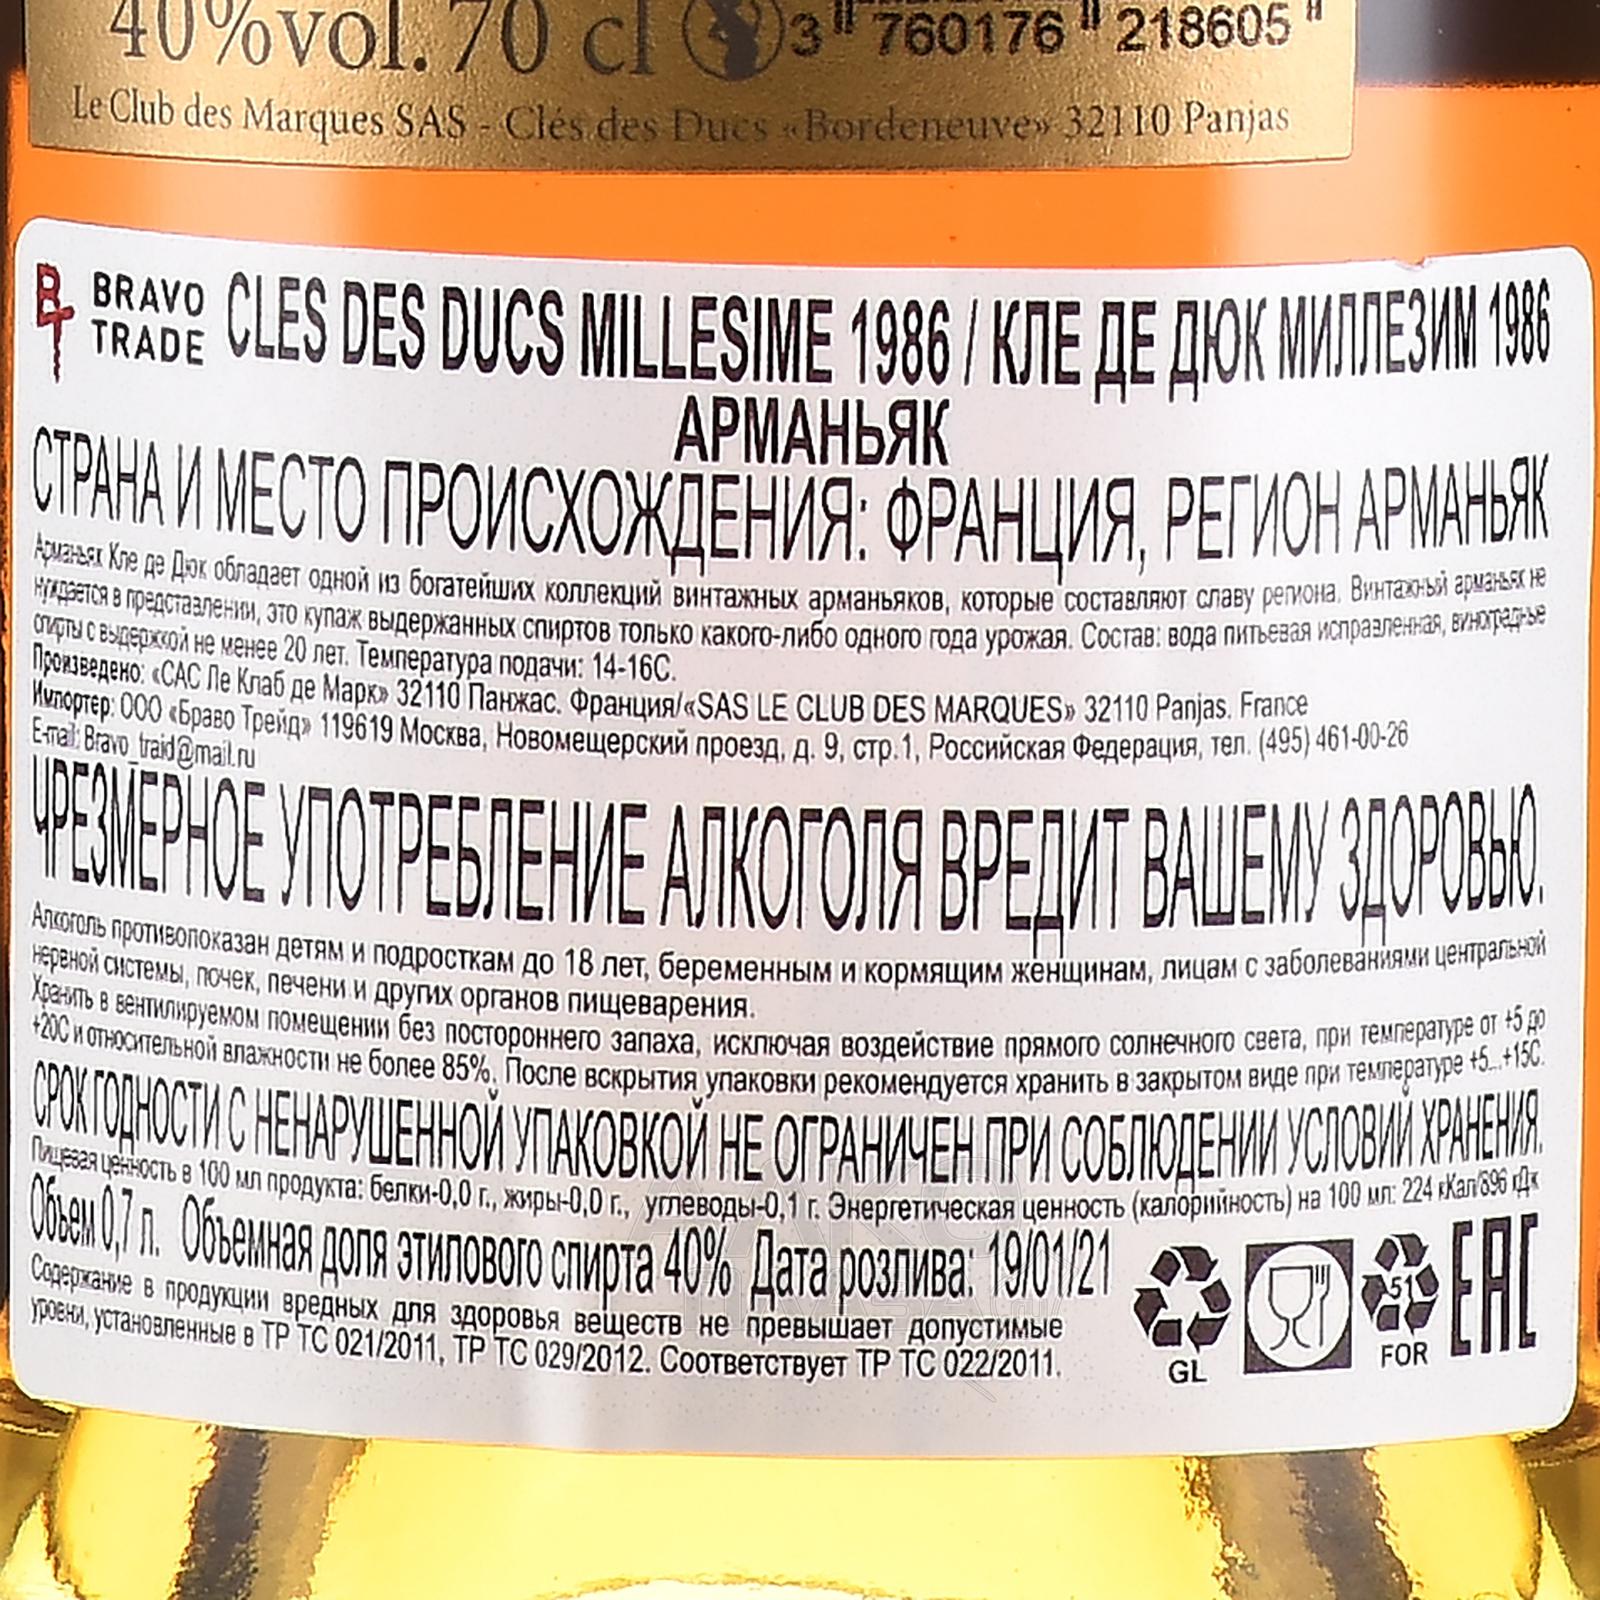 40%vol. 70 cl 3 760176 218605
Le Club des Marques SAS - Clés des Ducs «Bordeneuve» 32110 Panjas
BT BRAVO TRADE CLES DES DUCS MILLESIME 1986 / КЛЕ ДЕ ДЮК МИЛЛЕЗИМ 1986
АРМАНЬЯК
СТРАНА И МЕСТО ПРОИСХОЖДЕНИЯ: ФРАНЦИЯ, РЕГИОН АРМАНЬЯК
Арманьяк Кле де Дюк обладает одной из богатейших коллекций винтажных арманьяков, которые составляют славу региона. Винтажный арманьяк не
нуждается в представлении, это купаж выдержанных спиртов только какого-либо одного года урожая. Состав: вода питьевая исправленная, виноградные
спирты с выдержкой не менее 20 лет. Температура подачи: 14-16С.
Произведено: «САС Ле Клаб де Марк» 32110 Панжас. Франция/«SAS LE CLUB DES MARQUES» 32110 Panjas. France
Импортер: ООО «Браво Трейд» 119619 Москва, Новомещерский проезд, д. 9, стр.1, Российская Федерация, тел. (495) 461-00-26
E-mail: Bravo_traid@mail.ru
ЧРЕЗМЕРНОЕ УПОТРЕБЛЕНИЕ АЛКОГОЛЯ ВРЕДИТ ВАШЕМУ ЗДОРОВЬЮ.
Алкоголь противопоказан детям и подросткам до 18 лет, беременным и кормящим женщинам, лицам с заболеваниями центральной
нервной системы, почек, печени и других органов пищеварения.
Хранить в вентилируемом помещении без постороннего запаха, исключая воздействие прямого солнечного света, при температуре от +5 до
+20С и относительной влажности не более 85%. После вскрытия упаковки рекомендуется хранить в закрытом виде при температуре +5...+15С.
СРОК ГОДНОСТИ С НЕНАРУШЕННОЙ УПАКОВКОЙ НЕ ОГРАНИЧЕН ПРИ СОБЛЮДЕНИИ УСЛОВИЙ ХРАНЕНИЯ.
Пищевая ценность в 100 мл продукта: белки-0,0 г., жиры-0,0 г., углеводы-0,1 г. Энергетическая ценность (калорийность) на 100 мл: 224 кКал/896 кДж
Объем 0,7 л. Объемная доля этилового спирта 40% Дата розлива: 19/01/21
Содержание в продукции вредных для здоровья веществ не превышает допустимые
уровни, установленные в ТР ТС 021/2011, ТР ТС 029/2012. Соответствует ТР ТС 022/2011.
GL 51 FOR EAC